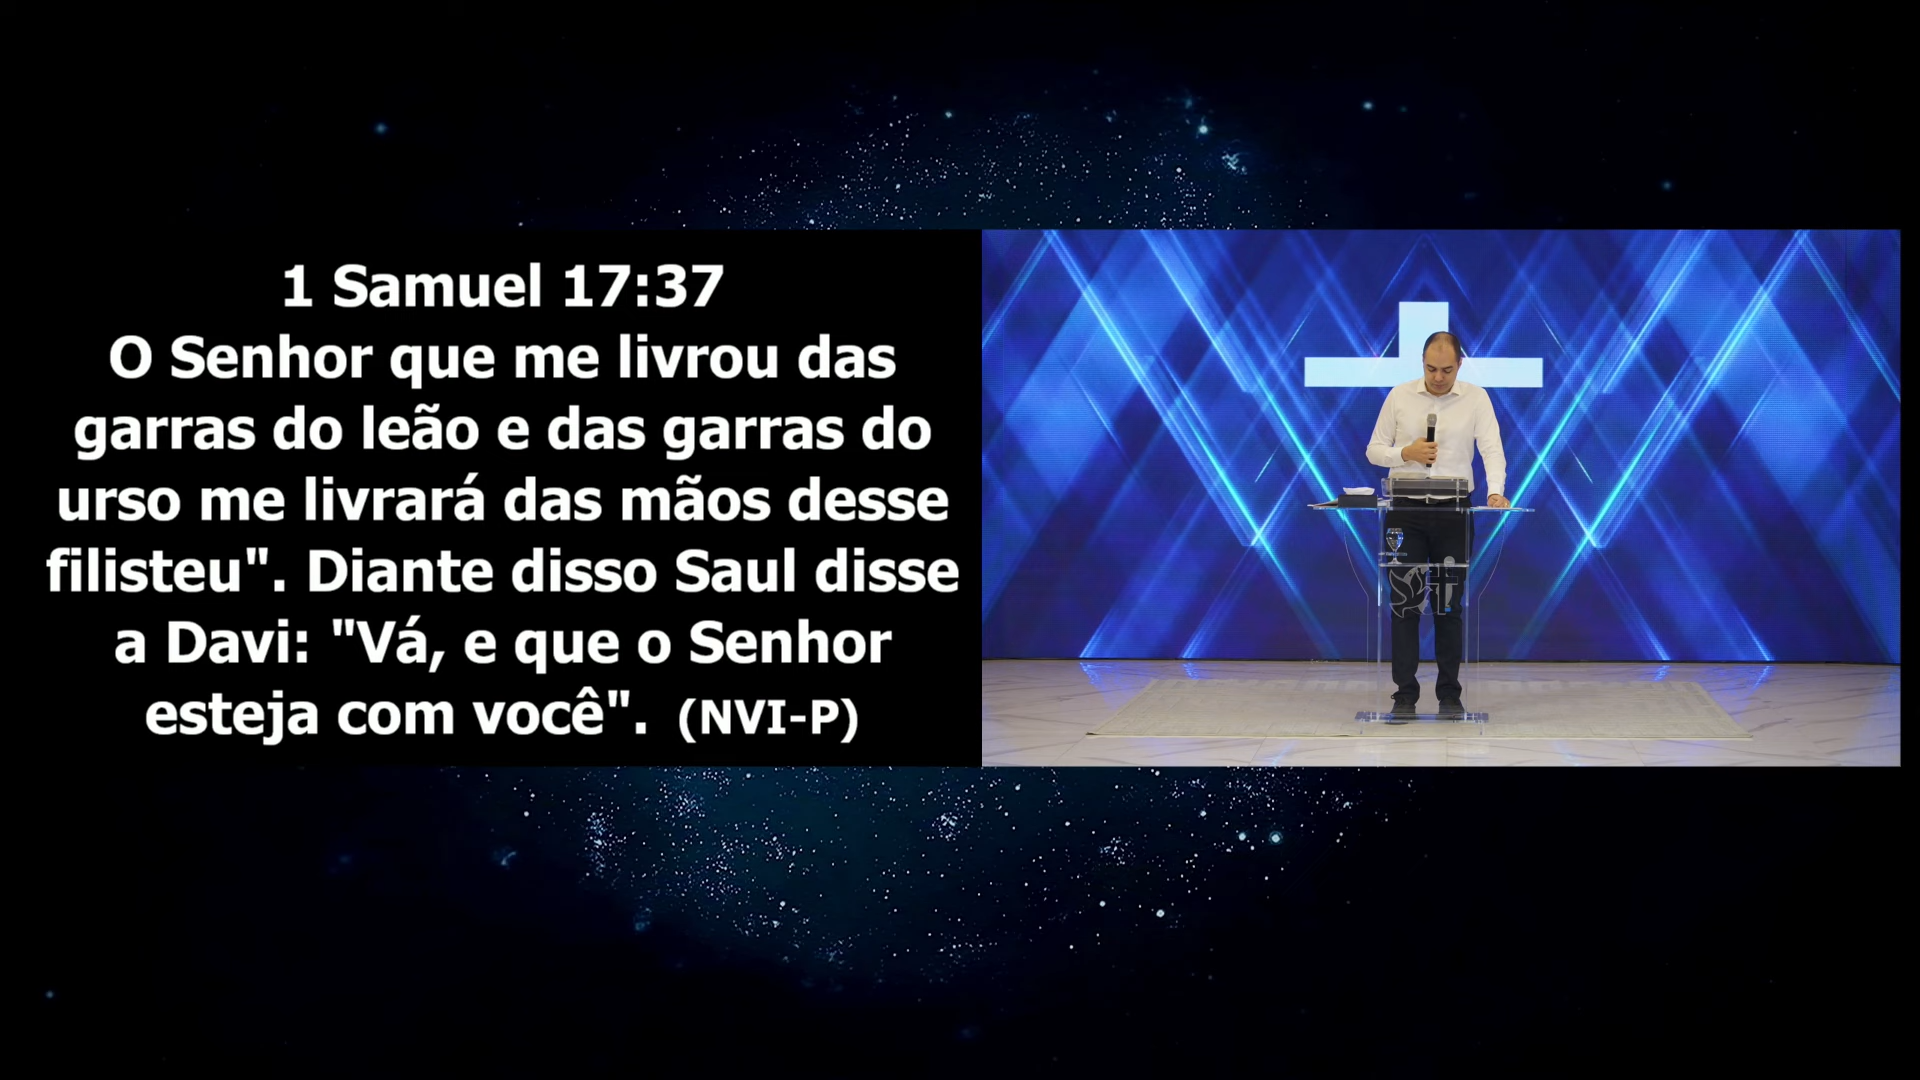 1 Samuel 17:37
O Senhor que me livrou das
garras do leão e das garras do
urso me livrará das mãos desse
filisteu". Diante disso Saul disse
a Davi: "Vá, e que o Senhor
esteja com você". (NVI-P)